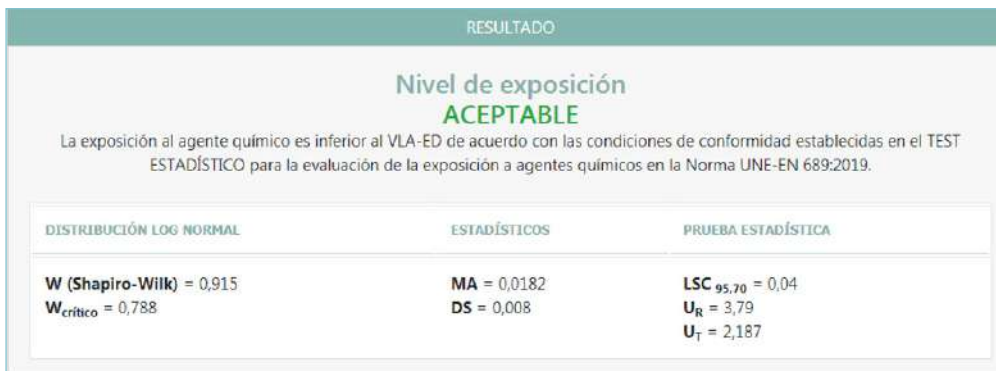 RESULTADO
Nivel de exposición
ACEPTABLE
La exposición al agente químico es inferior al VLA-ED de acuerdo con las condiciones de conformidad establecidas en el TEST
ESTADÍSTICO para la evaluación de la exposición a agentes químicos en la Norma UNE-EN 689:2019.
DISTRIBUCIÓN LOG NORMAL ESTADÍSTICOS PRUEBA ESTADÍSTICA
W (Shapiro-Wilk) = 0,915 MA = 0,0182 LSC 95,70 = 0,04
Wcrítico = 0,788 DS = 0,008 UR = 3,79
UT = 2,187